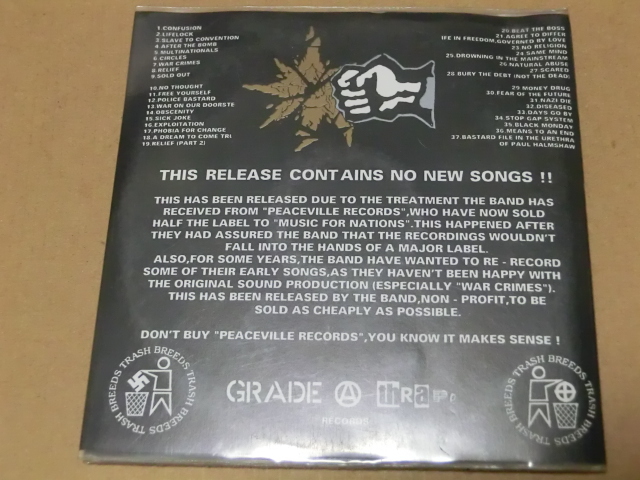 1.CONFUSION
2.LIFELOCK
3.SLAVE TO CONVENTION
4.AFTER THE BOMB
5.MULTINATIONALS
6.CIRCLES
7.WAR CRIMES
8.RELIEF
9.SOLD OUT
10.NO THOUGHT
11.FREE YOURSELF
12.POLICE BASTARD
13.WAR ON OUR DOORSTE
14.OBSCENITY
15.SICK JOKE
16.EXPLOITATION
17.PHOBIA FOR CHANGE
18.A DREAM TO COME TRL
19.RELIEF (PART 2)
20.BEAT THE BOSS
21.AGREE TO DIFFER
IFE IN FREEDOM,GOVERNED BY LOVE
23.NO RELIGION
24.SAME MIND
25.DROWNING IN THE MAINSTREAM
26.NATURAL ABUSE
27.SCARED
28.BURY THE DEBT (NOT THE DEAD)
29.MONEY DRUG
30.FEAR OF THE FUTURE
31.NAZI DIE
32.DISEASED
33.DAYS GO BY
34.STOP GAP SYSTEM
35.BLACK MONDAY
36.MEANS TO AN END
37.BASTARD FILE IN THE URETHRA
OF PAUL HALMSHAW
THIS RELEASE CONTAINS NO NEW SONGS !!
THIS HAS BEEN RELEASED DUE TO THE TREATMENT THE BAND HAS
RECEIVED FROM "PEACEVILLE RECORDS",WHO HAVE NOW SOLD
HALF THE LABEL TO "MUSIC FOR NATIONS".THIS HAPPENED AFTER
THEY HAD ASSURED THE BAND THAT THE RECORDINGS WOULDN'T
FALL INTO THE HANDS OF A MAJOR LABEL.
ALSO,FOR SOME YEARS,THE BAND HAVE WANTED TO RE - RECORD
SOME OF THEIR EARLY SONGS,AS THEY HAVEN'T BEEN HAPPY WITH
THE ORIGINAL SOUND PRODUCTION (ESPECIALLY "WAR CRIMES").
THIS HAS BEEN RELEASED BY THE BAND,NON - PROFIT,TO BE
SOLD AS CHEAPLY AS POSSIBLE.
DON'T BUY "PEACEVILLE RECORDS",YOU KNOW IT MAKES SENSE !
TRASH BREEDS TRASH BREEDS TRASH BREEDS
GRADE A
RECORDS
TRASH BREEDS TRASH BREEDS TRASH BREEDS